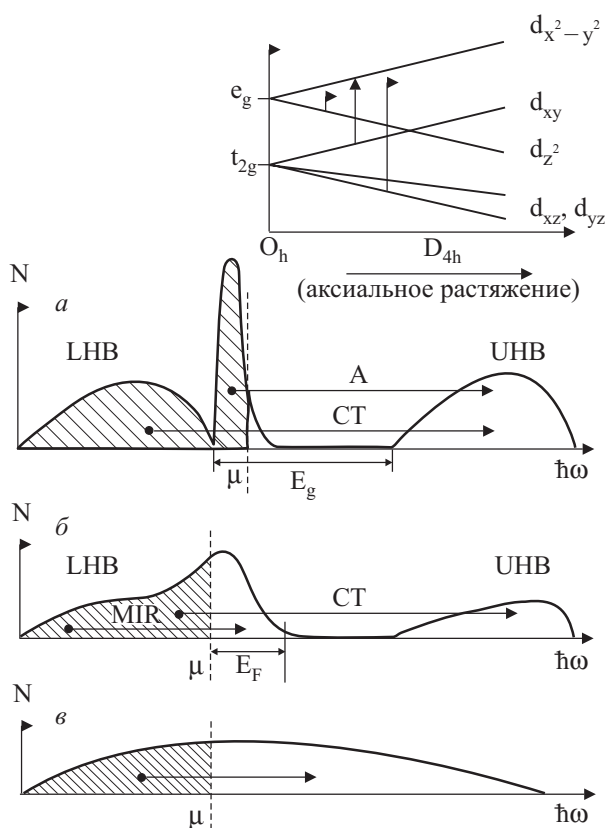 d_{x²−y²}
e_g
d_{xy}
d_{z²}
t_{2g}
d_{xz}, d_{yz}
O_h D_{4h}
(аксиальное растяжение)
N
а
LHB UHB
A
CT
μ E_g ħω
N
б
LHB UHB
MIR CT
μ E_F ħω
N
в
μ ħω